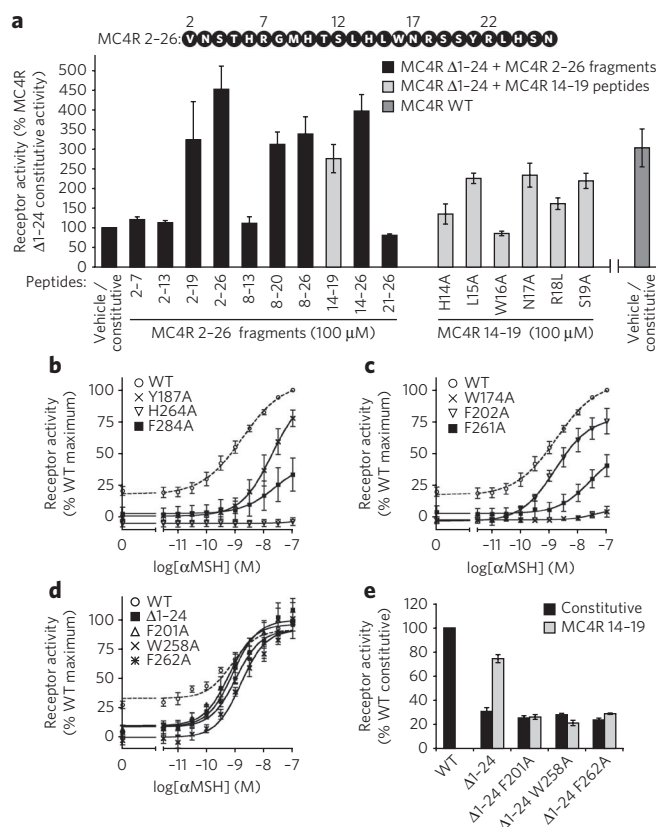 a
2 7 12 17 22
MC4R 2–26: V N S T H R G M H T S L H L W N R S S Y R L H S N
MC4R Δ1–24 + MC4R 2–26 fragments
MC4R Δ1–24 + MC4R 14–19 peptides
MC4R WT
Receptor activity (% MC4R
Δ1–24 constitutive activity)
500
450
400
350
300
250
200
150
100
50
0
Peptides:
Vehicle/
constitutive
2–7
2–13
2–19
2–26
8–13
8–20
8–26
14–19
14–26
21–26
H14A
L15A
W16A
N17A
R18L
S19A
Vehicle/
constitutive
MC4R 2–26 fragments (100 μM)
MC4R 14–19 (100 μM)
b
WT
Y187A
H264A
F284A
Receptor activity
(% WT maximum)
100
75
50
25
0
0 –11 –10 –9 –8 –7
log[αMSH] (M)
c
WT
W174A
F202A
F261A
Receptor activity
(% WT maximum)
100
75
50
25
0
0 –11 –10 –9 –8 –7
log[αMSH] (M)
d
WT
Δ1–24
F201A
W258A
F262A
Receptor activity
(% WT maximum)
100
75
50
25
0
0 –11 –10 –9 –8 –7
log[αMSH] (M)
e
Constitutive
MC4R 14–19
Receptor activity
(% WT constitutive)
120
100
80
60
40
20
0
WT
Δ1–24
Δ1–24 F201A
Δ1–24 W258A
Δ1–24 F262A